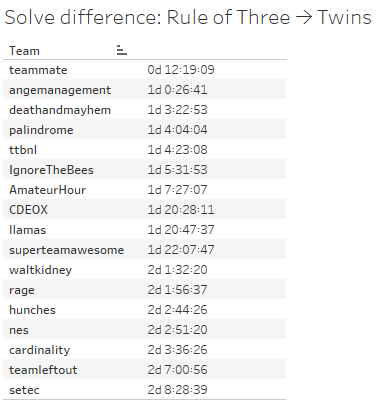 Solve difference: Rule of Three → Twins
Team
teammate 0d 12:19:09
angemanagement 1d 0:26:41
deathandmayhem 1d 3:22:53
palindrome 1d 4:04:04
ttbnl 1d 4:23:08
IgnoreTheBees 1d 5:31:53
AmateurHour 1d 7:27:07
CDEOX 1d 20:28:11
llamas 1d 20:47:37
superteamawesome 1d 22:07:47
waltkidney 2d 1:32:20
rage 2d 1:56:37
hunches 2d 2:44:26
nes 2d 2:51:20
cardinality 2d 3:36:26
teamleftout 2d 7:00:56
setec 2d 8:28:39